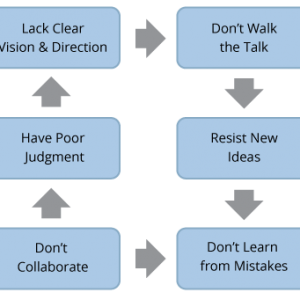 Lack Clear
Vision & Direction
Don't Walk
the Talk
Have Poor
Judgment
Resist New
Ideas
Don't
Collaborate
Don't Learn
from Mistakes